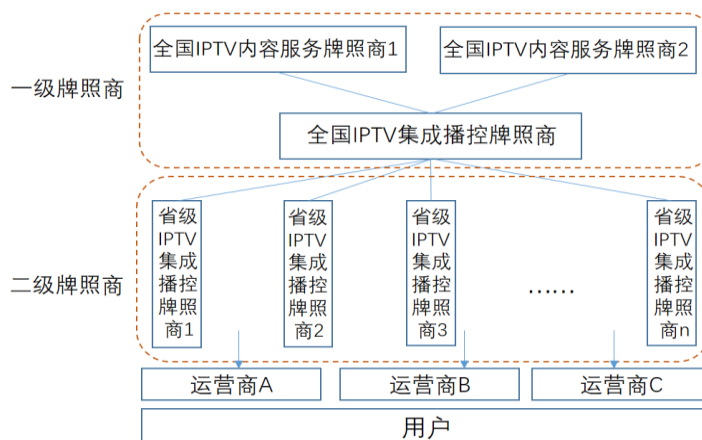 全国IPTV内容服务牌照商1
全国IPTV内容服务牌照商2
一级牌照商
全国IPTV集成播控牌照商
省级
IPTV
集成
播控
牌照
商1
省级
IPTV
集成
播控
牌照
商2
省级
IPTV
集成
播控
牌照
商3
……
省级
IPTV
集成
播控
牌照
商n
二级牌照商
运营商A
运营商B
运营商C
用户